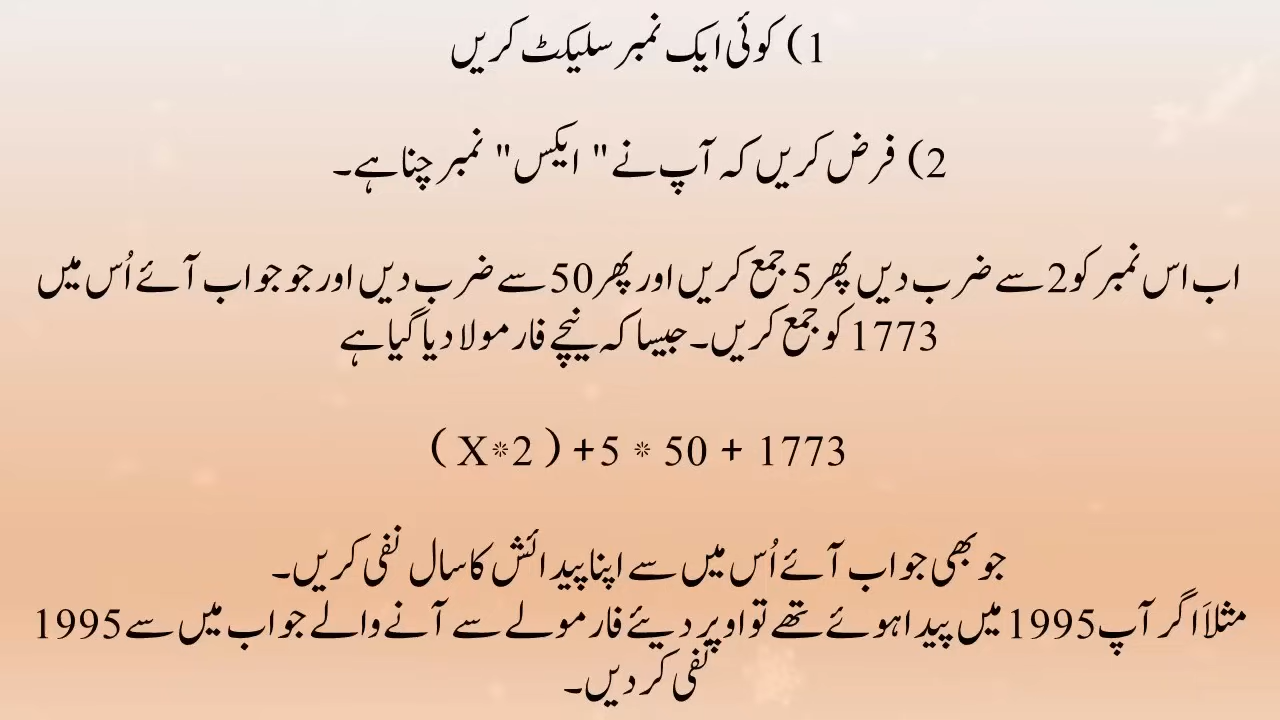 1) کوئی ایک نمبر سلیکٹ کریں
2) فرض کریں کہ آپ نے " ایکس" نمبر چنا ہے۔
اب اس نمبر کو 2 سے ضرب دیں پھر 5 جمع کریں اور پھر 50 سے ضرب دیں اور جو جواب آئے اُس میں
1773 کو جمع کریں۔ جیسا کہ نیچے فارمولا دیا گیا ہے
( X*2 ) +5 * 50 + 1773
جو بھی جواب آئے اُس میں سے اپنا پیدائش کا سال نفی کریں۔
مثلاَ اگر آپ 1995 میں پیدا ہوئے تھے تو اوپر دیئے فارمولے سے آنے والے جواب میں سے 1995
نفی کر دیں۔